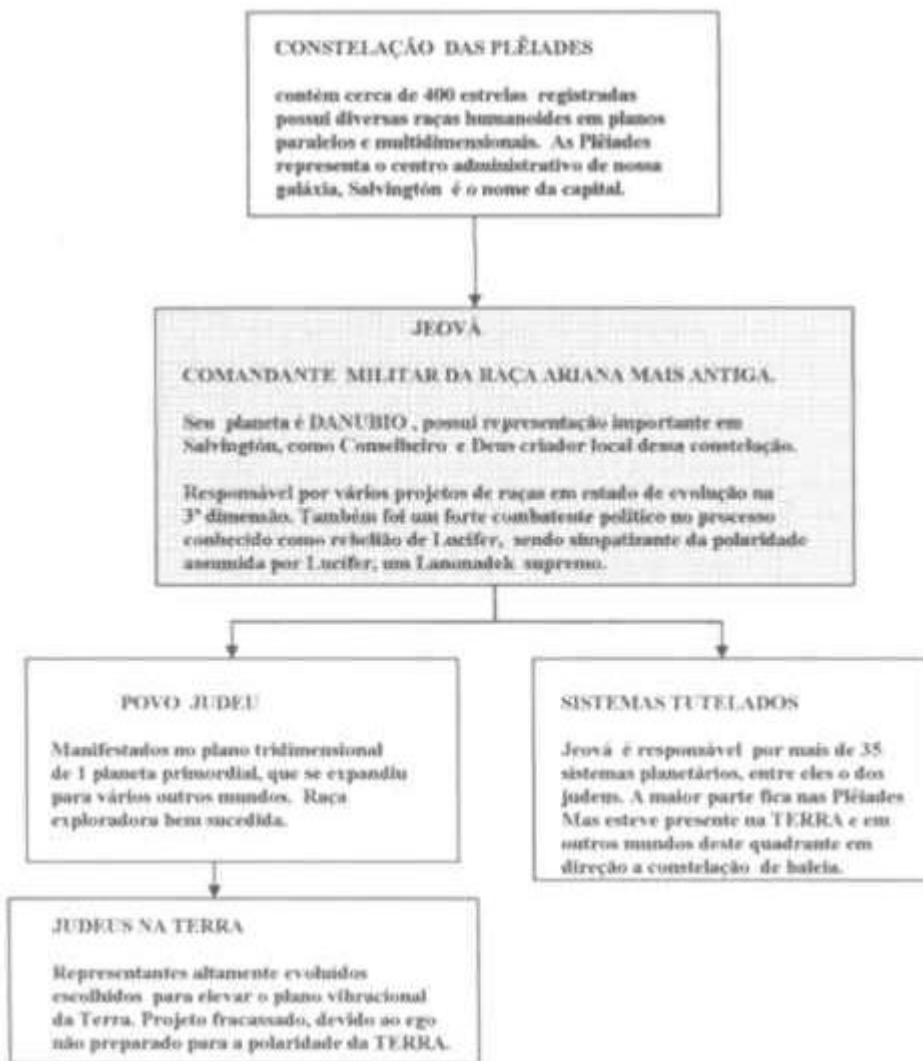 CONSTELAÇÃO DAS PLÊIADES
contém cerca de 400 estrelas registradas
possui diversas raças humanoides em planos
paralelos e multidimensionais. As Plêiades
representa o centro administrativo de nossa
galáxia, Salvingtón é o nome da capital.
JEOVÁ
COMANDANTE MILITAR DA RAÇA ARIANA MAIS ANTIGA.
Seu planeta é DANUBIO , possui representação importante em
Salvingtón, como Conselheiro e Deus criador local dessa constelação.
Responsável por vários projetos de raças em estado de evolução na
3ª dimensão. Também foi um forte combatente politico no processo
conhecido como rebelião de Lucifer, sendo simpatizante da polaridade
assumida por Lucifer, um Lanonadek supremo.
POVO JUDEU
Manifestados no plano tridimensional
de 1 planeta primordial, que se expandiu
para vários outros mundos. Raça
exploradora bem sucedida.
SISTEMAS TUTELADOS
Jeová é responsável por mais de 35
sistemas planetários, entre eles o dos
judeus. A maior parte fica nas Plêiades
Mas esteve presente na TERRA e em
outros mundos deste quadrante em
direção a constelação de baleia.
JUDEUS NA TERRA
Representantes altamente evoluídos
escolhidos para elevar o plano vibracional
da Terra. Projeto fracassado, devido ao ego
não preparado para a polaridade da TERRA.